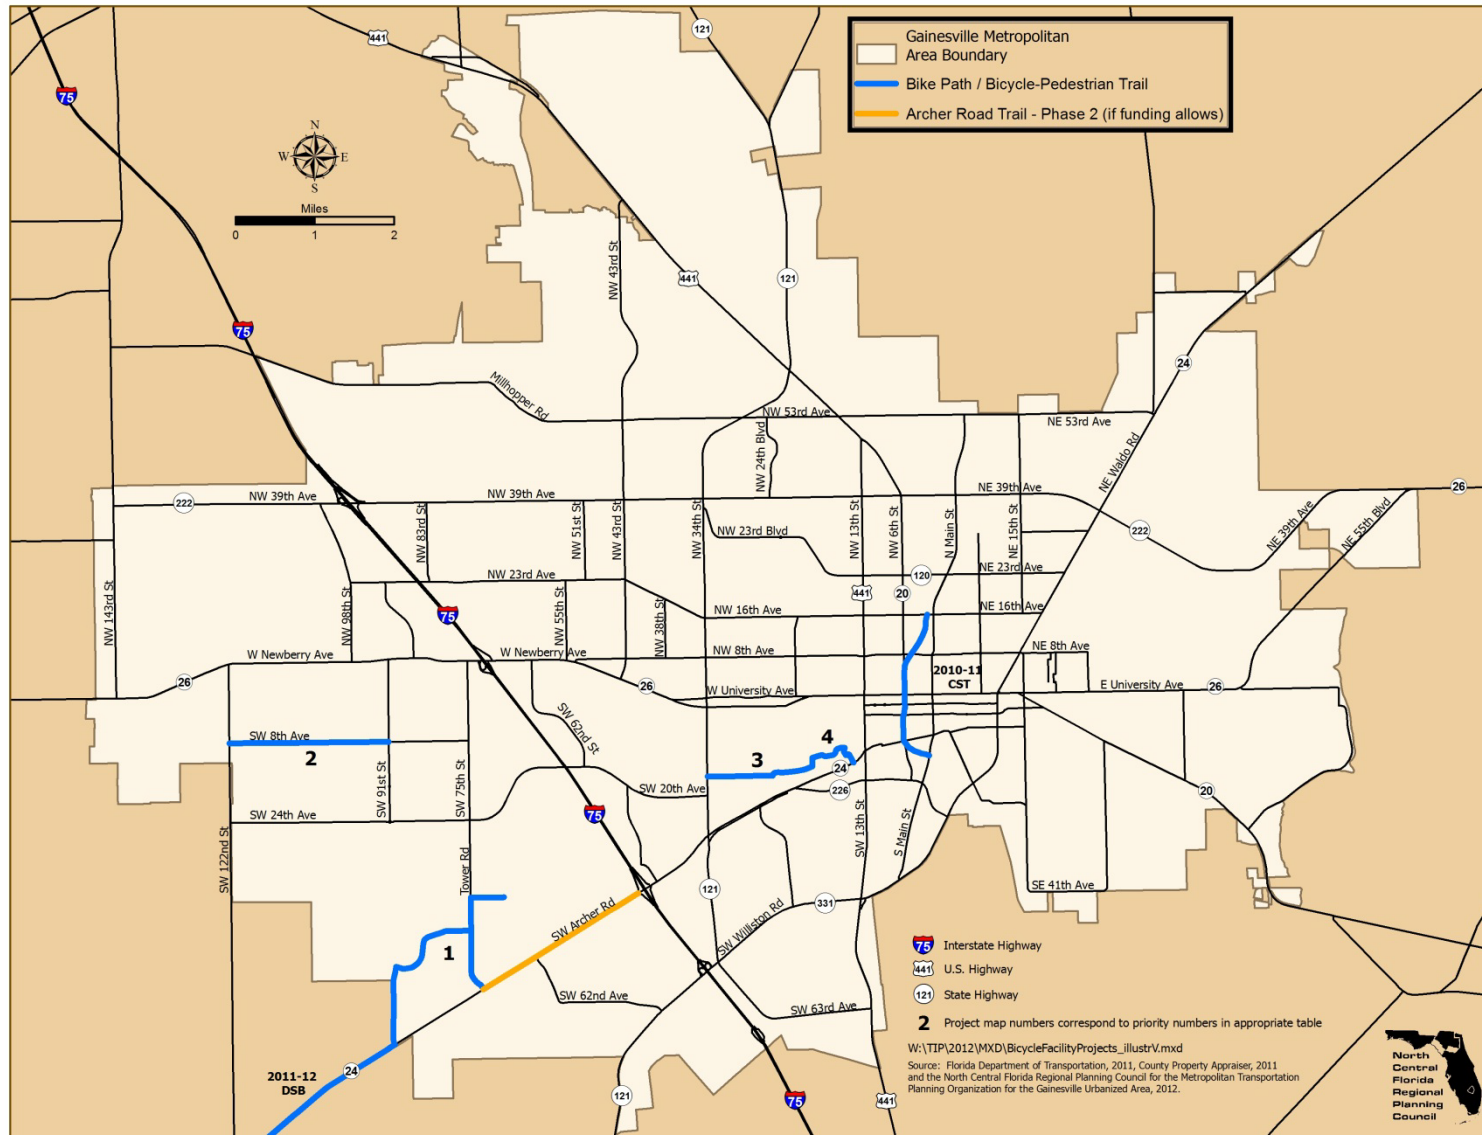 Gainesville Metropolitan
Area Boundary
Bike Path / Bicycle-Pedestrian Trail
Archer Road Trail - Phase 2 (if funding allows)
441
121
75
N
W E
S
Miles
0 1 2
NW 43rd St
441
121
75
24
Millhopper Rd
NW 53rd Ave
NE 53rd Ave
NW 24th Blvd
NE Waldo Rd
26
222
NW 39th Ave
NW 39th Ave
NE 39th Ave
NW 83rd St
NW 51st St
NW 43rd St
NW 34th St
NW 23rd Blvd
NW 13th St
NW 6th St
N Main St
NE 15th St
222
NE 39th Ave
NE 55th Blvd
NW 23rd Ave
120
NE 23rd Ave
441
20
NW 143rd St
NW 98th St
75
NW 55th St
NW 38th St
NW 16th Ave
NE 16th Ave
W Newberry Ave
W Newberry Ave
NW 8th Ave
NE 8th Ave
2010-11
CST
26
26
W University Ave
E University Ave
26
SW 8th Ave
2
SW 62nd St
3
4
24
226
SW 91st St
SW 75th St
SW 20th Ave
20
SW 24th Ave
75
SW 122nd St
SW 13th St
S Main St
Tower Rd
121
SE 41th Ave
SW Archer Rd
331
SW Williston Rd
1
SW 62nd Ave
SW 63rd Ave
24
2011-12
DSB
121
75
441
75 Interstate Highway
441 U.S. Highway
121 State Highway
2 Project map numbers correspond to priority numbers in appropriate table
W:\TIP\2012\MXD\BicycleFacilityProjects_illustrV.mxd
Source: Florida Department of Transportation, 2011, County Property Appraiser, 2011
and the North Central Florida Regional Planning Council for the Metropolitan Transportation
Planning Organization for the Gainesville Urbanized Area, 2012.
North
Central
Florida
Regional
Planning
Council